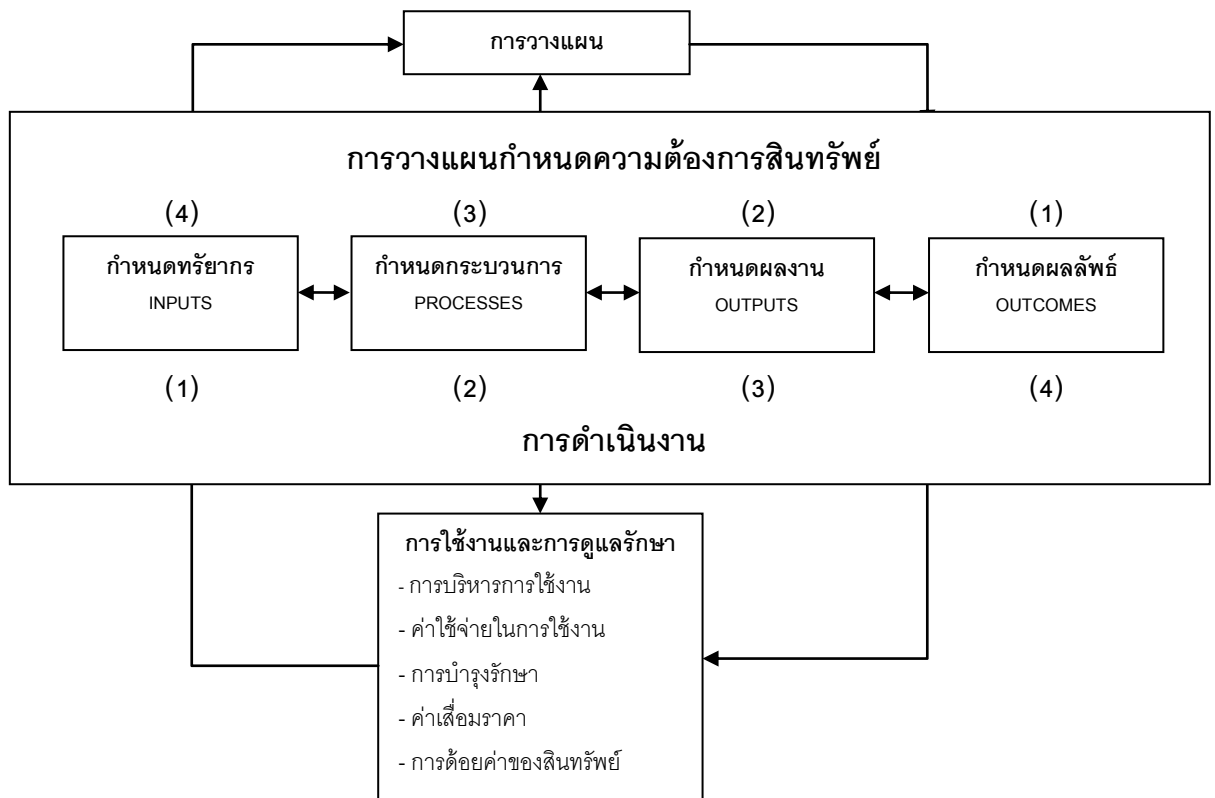 การวางแผน
การวางแผนกำหนดความต้องการสินทรัพย์
(4) (3) (2) (1)
กำหนดทรัยากร กำหนดกระบวนการ กำหนดผลงาน กำหนดผลลัพธ์
INPUTS PROCESSES OUTPUTS OUTCOMES
(1) (2) (3) (4)
การดำเนินงาน
การใช้งานและการดูแลรักษา
- การบริหารการใช้งาน
- ค่าใช้จ่ายในการใช้งาน
- การบำรุงรักษา
- ค่าเสื่อมราคา
- การด้อยค่าของสินทรัพย์